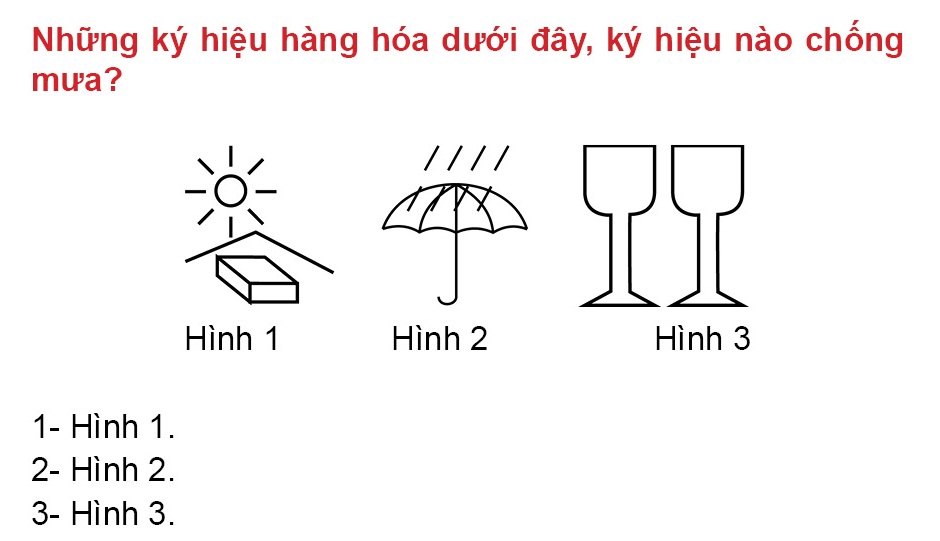 Những ký hiệu hàng hóa dưới đây, ký hiệu nào chống
mưa?
Hình 1
Hình 2
Hình 3
1- Hình 1.
2- Hình 2.
3- Hình 3.